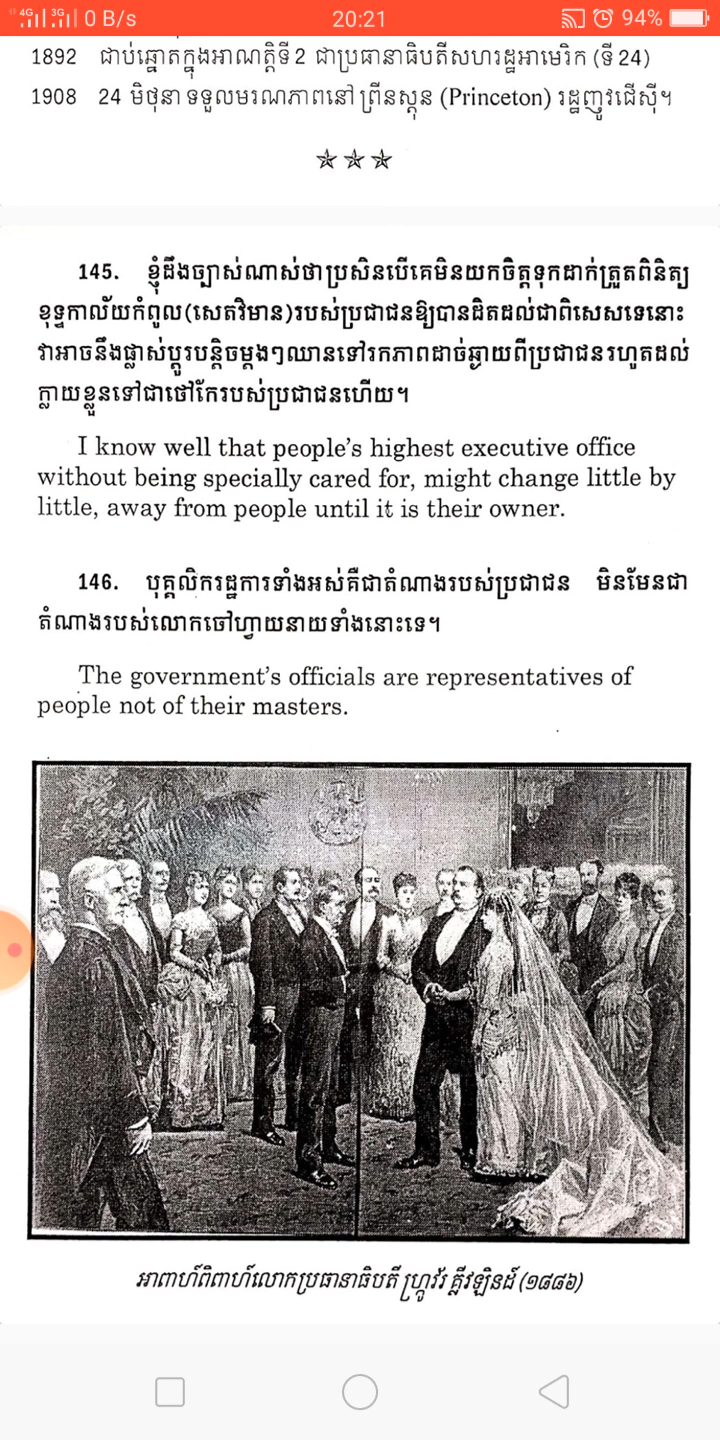 4G 3G 0 B/s 20:21 94%
1892 ជាប់ឆ្នោតក្នុងអាណត្តិទី 2 ជាប្រធានាធិបតីសហរដ្ឋអាមេរិក (ទី 24)
1908 24 មិថុនា ទទួលមរណភាពនៅ ព្រីនស្តុន (Princeton) រដ្ឋញូវជើស៊ី។
145. ខ្ញុំដឹងច្បាស់ណាស់ថាប្រសិនបើគេមិនយកចិត្តទុកដាក់ត្រួតពិនិត្យ
ខុទ្ទកាល័យកំពូល(សេតវិមាន)របស់ប្រជាជនឱ្យបានដិតដល់ជាពិសេសទេនោះ
វាអាចនឹងផ្លាស់ប្តូរបន្តិចម្តងៗឈានទៅរកភាពដាច់ឆ្ងាយពីប្រជាជនរហូតដល់
ក្លាយខ្លួនទៅជាថៅកែរបស់ប្រជាជនហើយ។
I know well that people's highest executive office
without being specially cared for, might change little by
little, away from people until it is their owner.
146. បុគ្គលិករដ្ឋការទាំងអស់គឺជាតំណាងរបស់ប្រជាជន មិនមែនជា
តំណាងរបស់លោកចៅហ្វាយនាយទាំងនោះទេ។
The government's officials are representatives of
people not of their masters.
អាពាហ៍ពិពាហ៍លោកប្រធានាធិបតី ហ្គ្រូវើរ គ្លីវឡិនដ៍ (១៨៨៦)